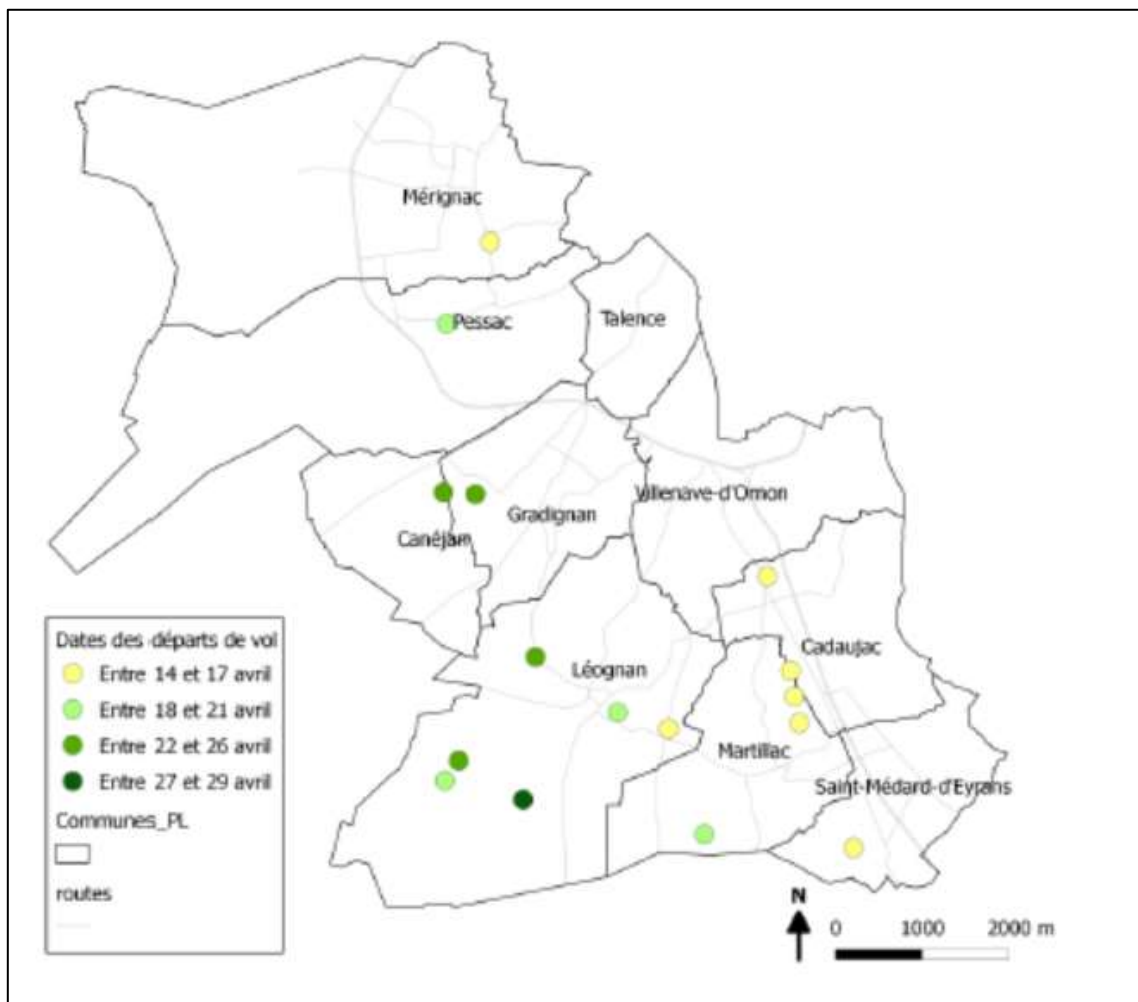 Mérignac
Pessac
Talence
Villenave-d'Ornon
Gradignan
Canéjan
Léognan
Cadaujac
Martillac
Saint-Médard-d'Eyrans
Dates des départs de vol
Entre 14 et 17 avril
Entre 18 et 21 avril
Entre 22 et 26 avril
Entre 27 et 29 avril
Communes_PL
routes
N
0 1000 2000 m